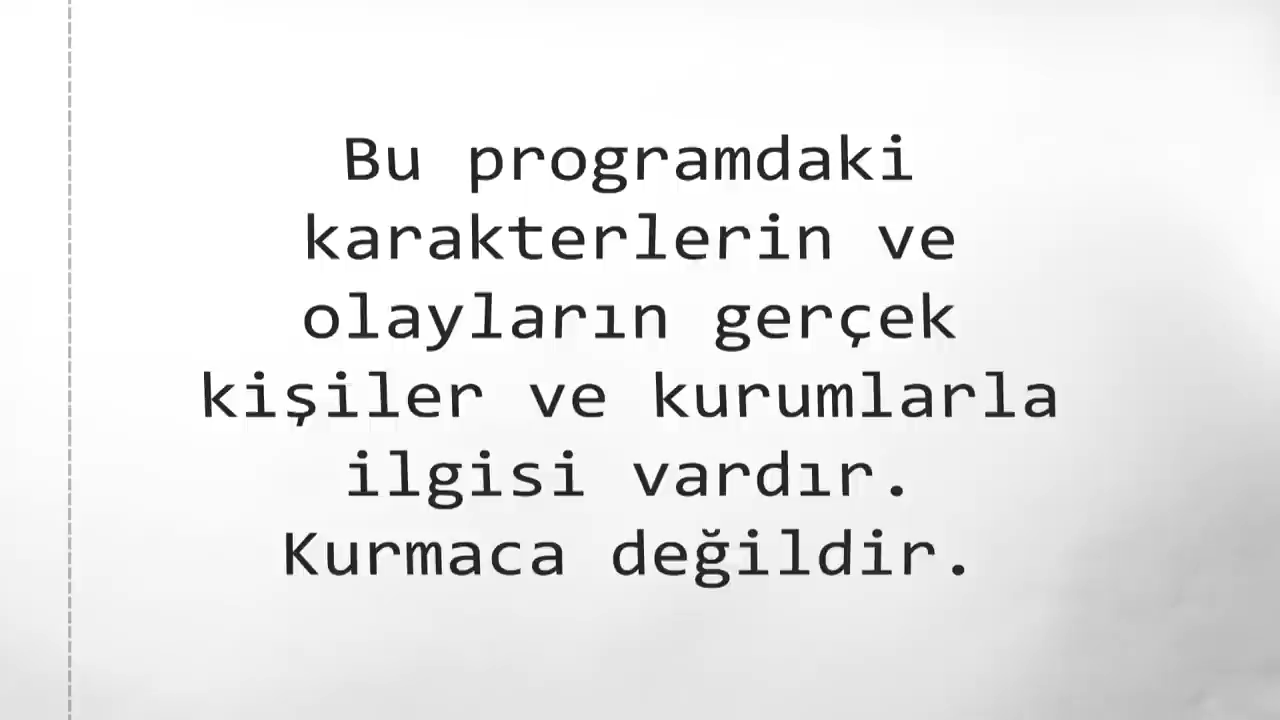 Bu programdaki
karakterlerin ve
olayların gerçek
kişiler ve kurumlarla
ilgisi vardır.
Kurmaca değildir.